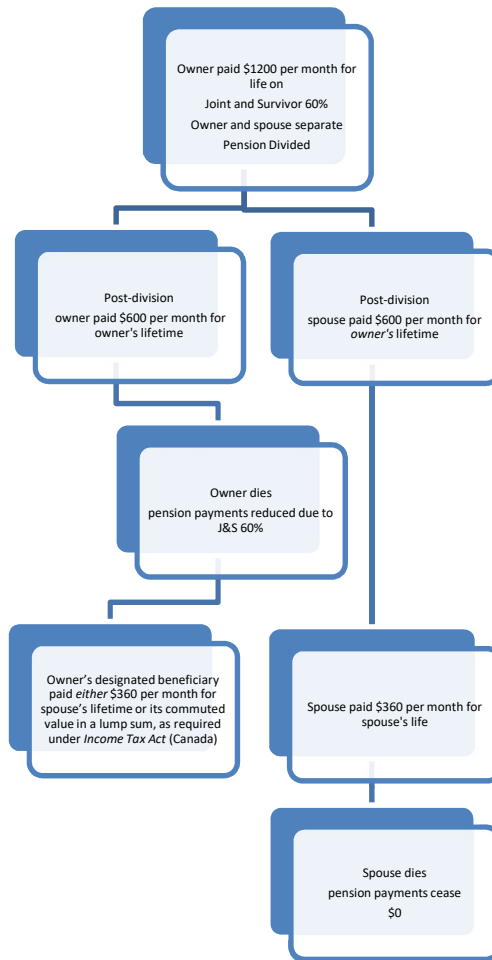 Owner paid $1200 per month for
life on
Joint and Survivor 60%
Owner and spouse separate
Pension Divided
Post-division
owner paid $600 per month for
owner's lifetime
Post-division
spouse paid $600 per month for
owner's lifetime
Owner dies
pension payments reduced due to
J&S 60%
Owner’s designated beneficiary
paid either $360 per month for
spouse’s lifetime or its commuted
value in a lump sum, as required
under Income Tax Act (Canada)
Spouse paid $360 per month for
spouse's life
Spouse dies
pension payments cease
$0